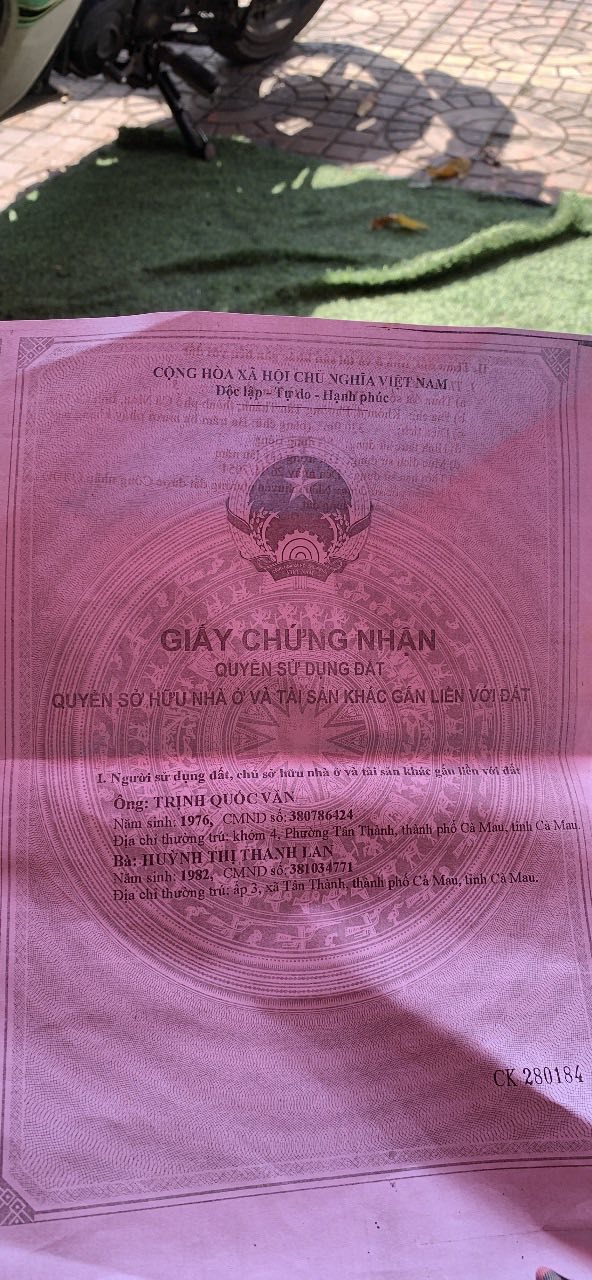 CỘNG HÒA XÃ HỘI CHỦ NGHĨA VIỆT NAM
Độc lập - Tự do - Hạnh phúc
VIỆT NAM
GIẤY CHỨNG NHẬN
QUYỀN SỬ DỤNG ĐẤT
QUYỀN SỞ HỮU NHÀ Ở VÀ TÀI SẢN KHÁC GẮN LIỀN VỚI ĐẤT
I. Người sử dụng đất, chủ sở hữu nhà ở và tài sản khác gắn liền với đất
Ông: TRỊNH QUỐC VĂN
Năm sinh: 1976, CMND số: 380786424
Địa chỉ thường trú: khóm 4, Phường Tân Thành, thành phố Cà Mau, tỉnh Cà Mau.
Bà: HUỲNH THỊ THANH LAN
Năm sinh: 1982, CMND số: 381034771
Địa chỉ thường trú: ấp 3, xã Tân Thành, thành phố Cà Mau, tỉnh Cà Mau.
CK 280184